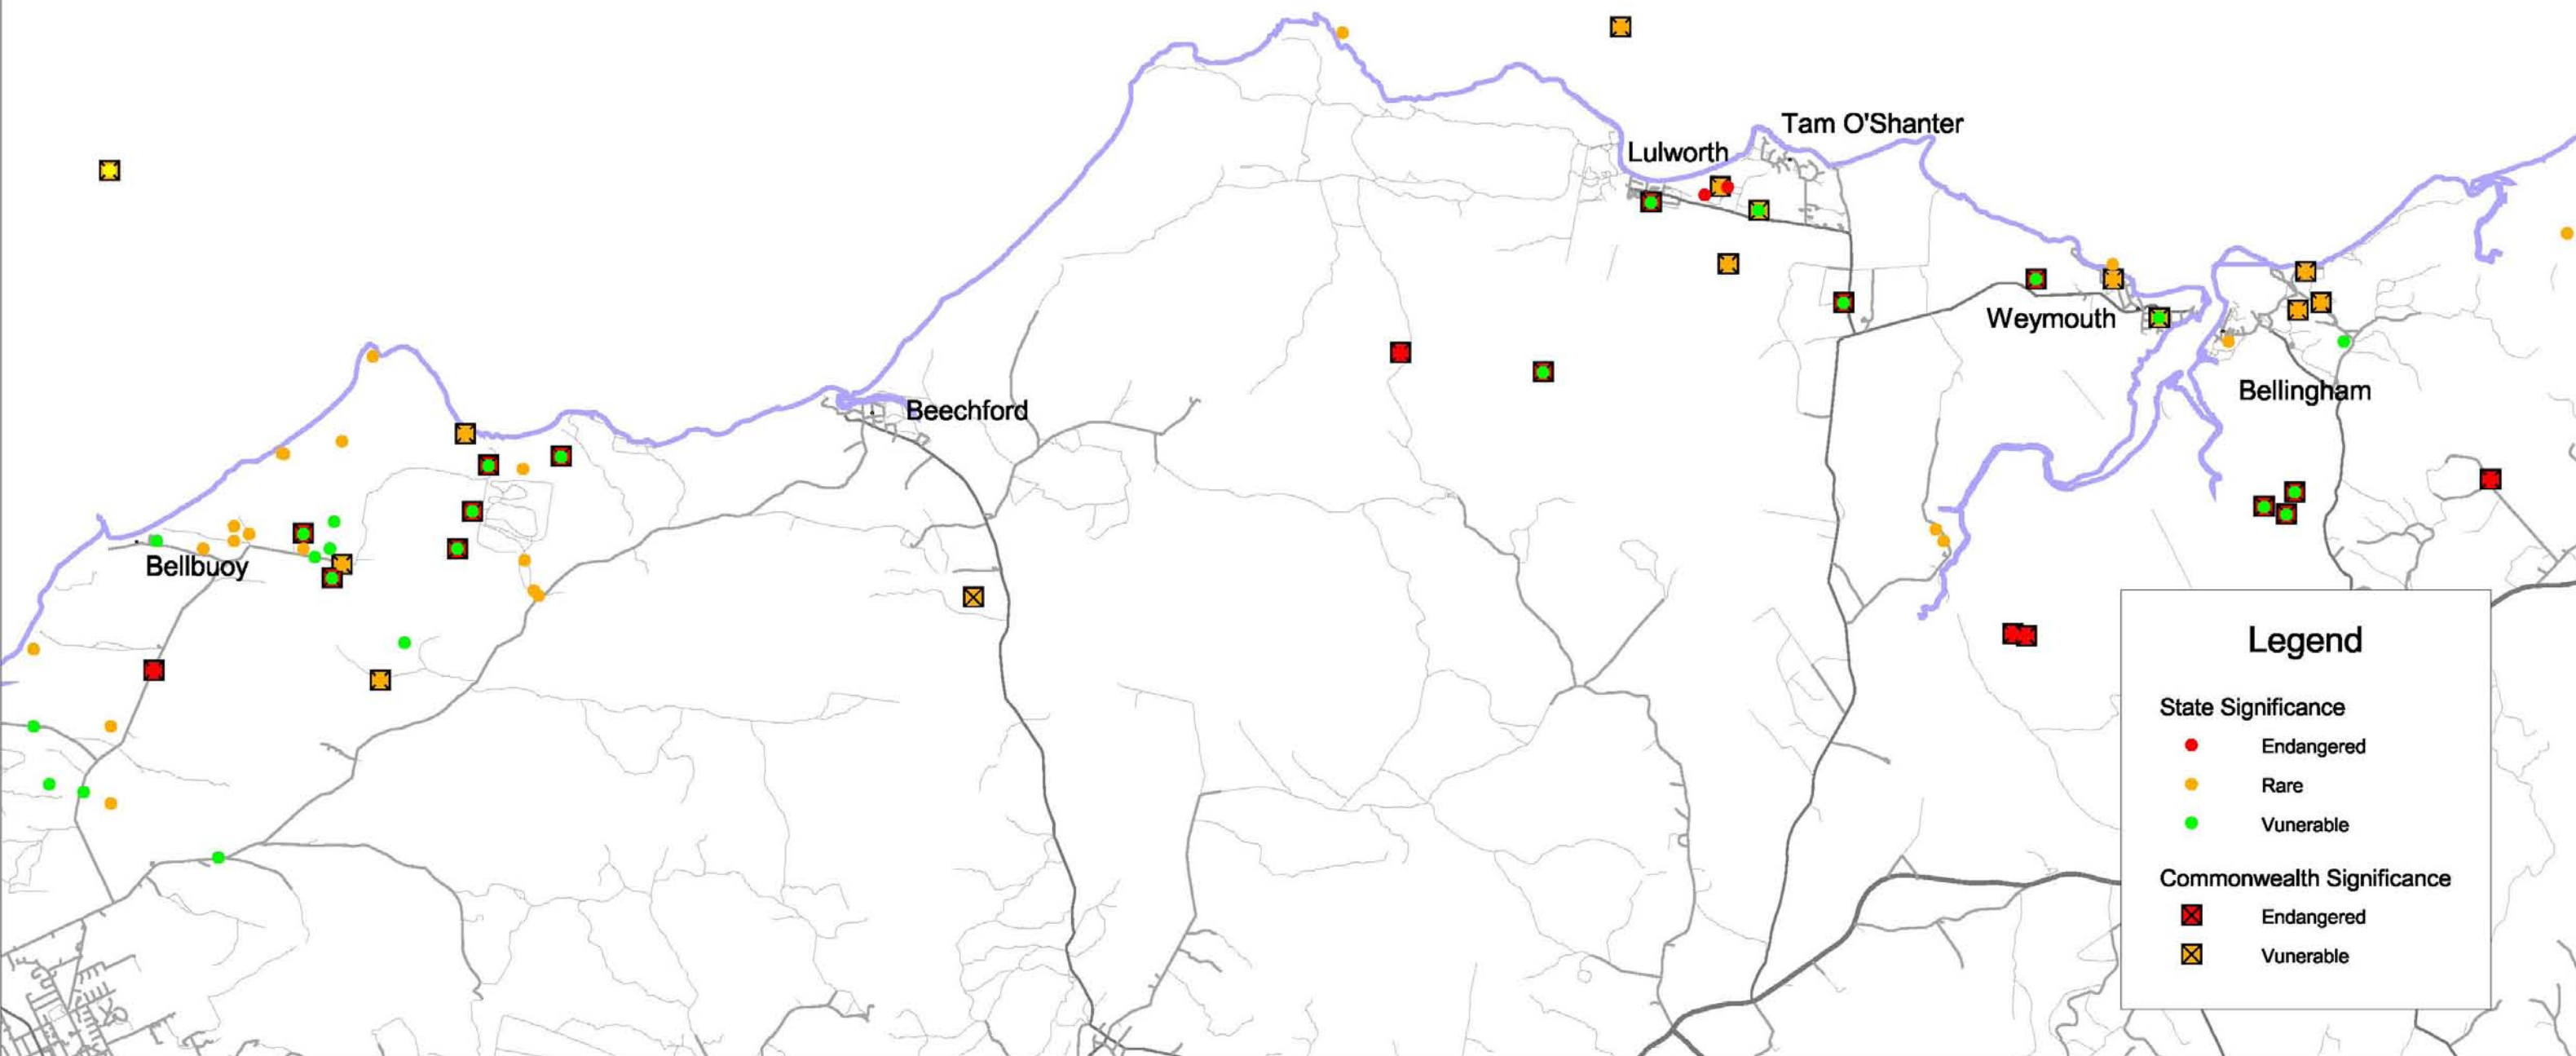 Tam O'Shanter
Lulworth
Weymouth
Bellingham
Beechford
Bellbuoy
Legend
State Significance
Endangered
Rare
Vunerable
Commonwealth Significance
Endangered
Vunerable